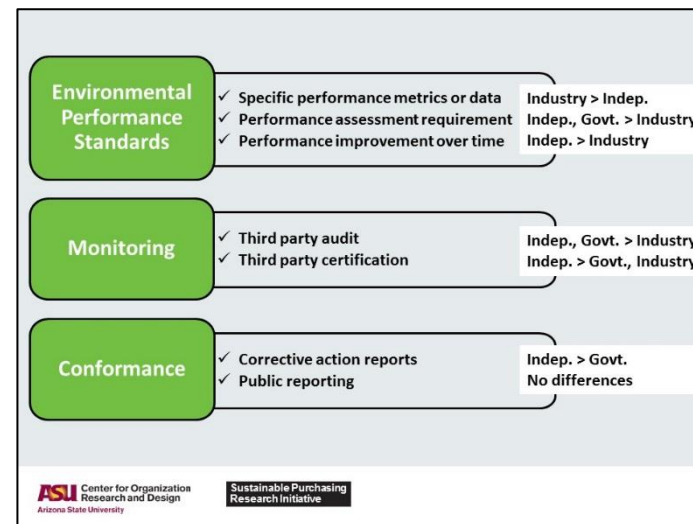 Environmental
Performance
Standards
✓ Specific performance metrics or data
✓ Performance assessment requirement
✓ Performance improvement over time
Industry > Indep.
Indep., Govt. > Industry
Indep. > Industry
Monitoring
✓ Third party audit
✓ Third party certification
Indep., Govt. > Industry
Indep. > Govt., Industry
Conformance
✓ Corrective action reports
✓ Public reporting
Indep. > Govt.
No differences
ASU Center for Organization
Research and Design
Arizona State University
Sustainable Purchasing
Research Initiative